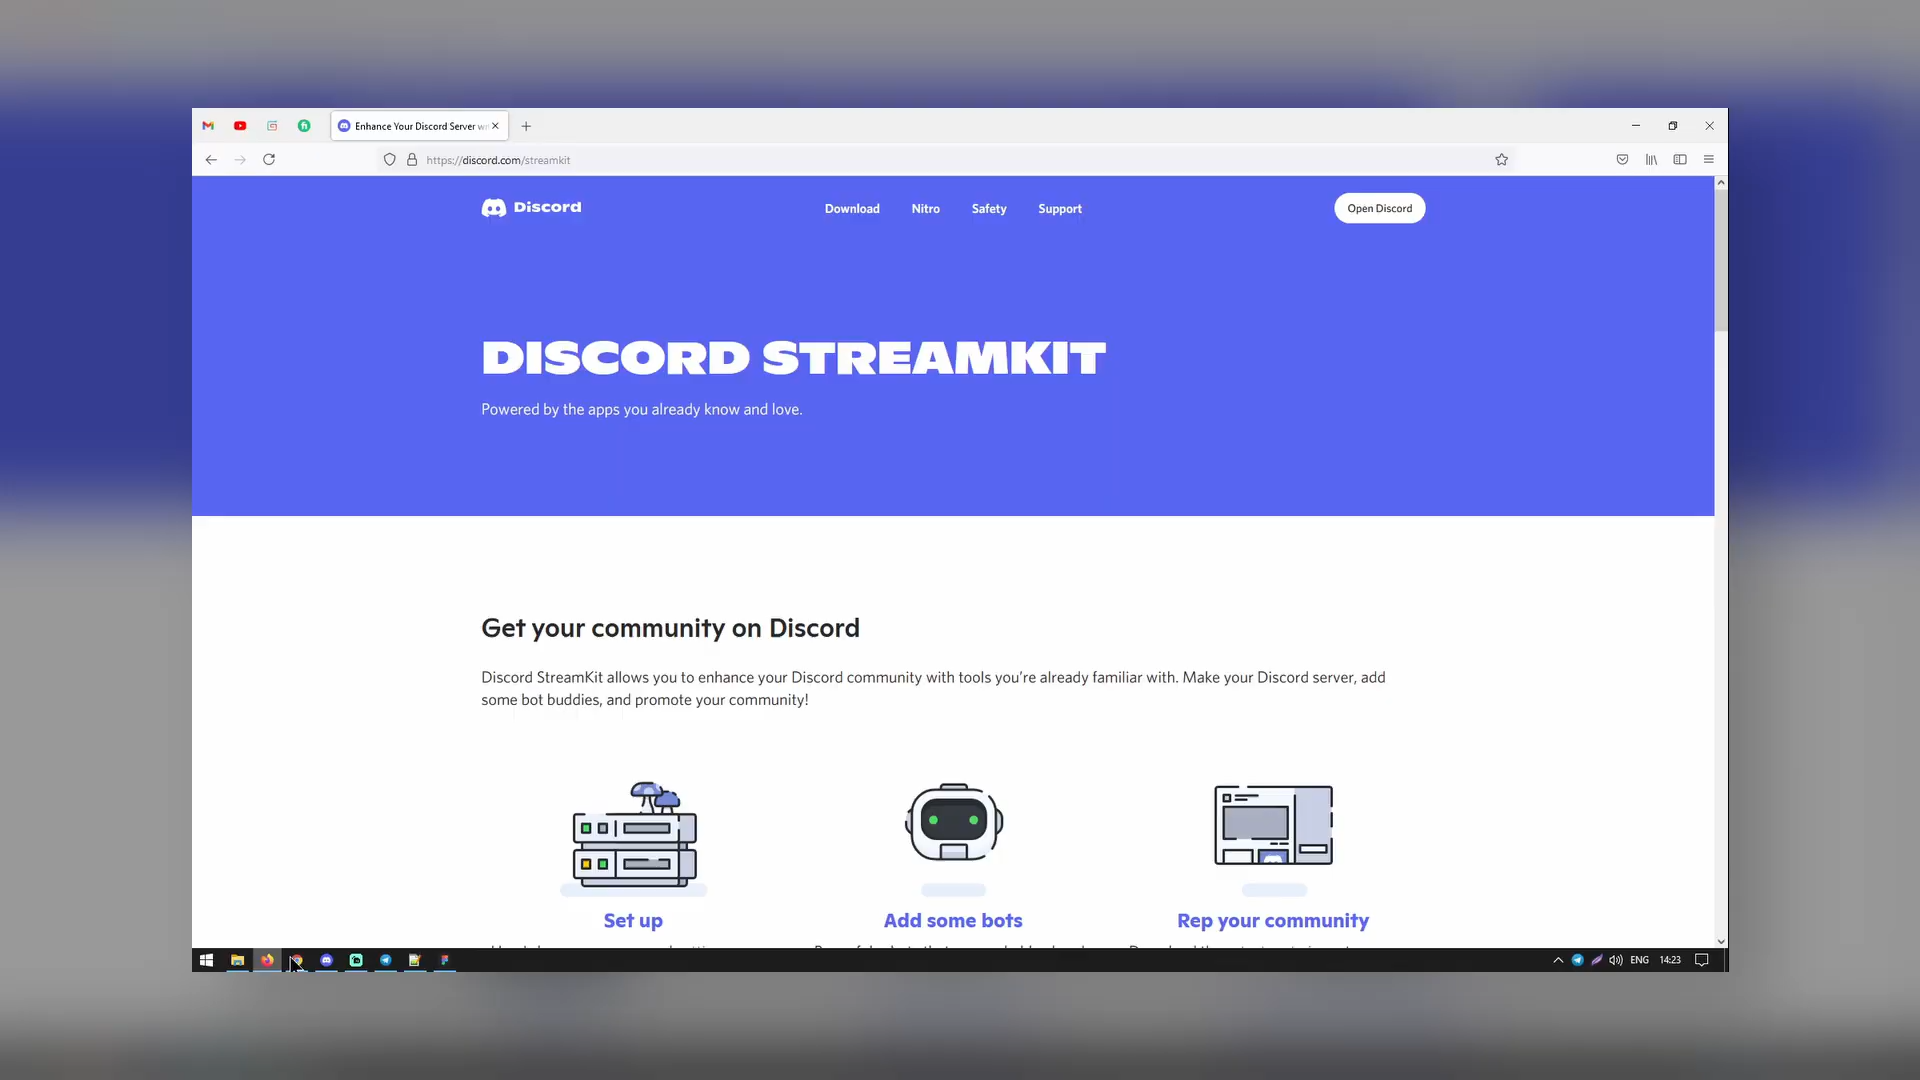 Enhance Your Discord Server w
https://discord.com/streamkit
Discord
Download
Nitro
Safety
Support
Open Discord
DISCORD STREAMKIT
Powered by the apps you already know and love.
Get your community on Discord
Discord StreamKit allows you to enhance your Discord community with tools you’re already familiar with. Make your Discord server, add
some bot buddies, and promote your community!
Set up
Add some bots
Rep your community
ENG
14:23